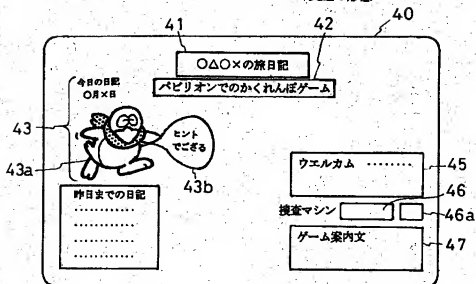 40
41
42
○△○×の旅日記
パビリオンでのかくれんぼゲーム
今日の日記
○月×日
43
ヒント
でござる
43a
43b
ウエルカム ………
45
46
昨日までの日記
捜査マシン
46a
ゲーム案内文
47